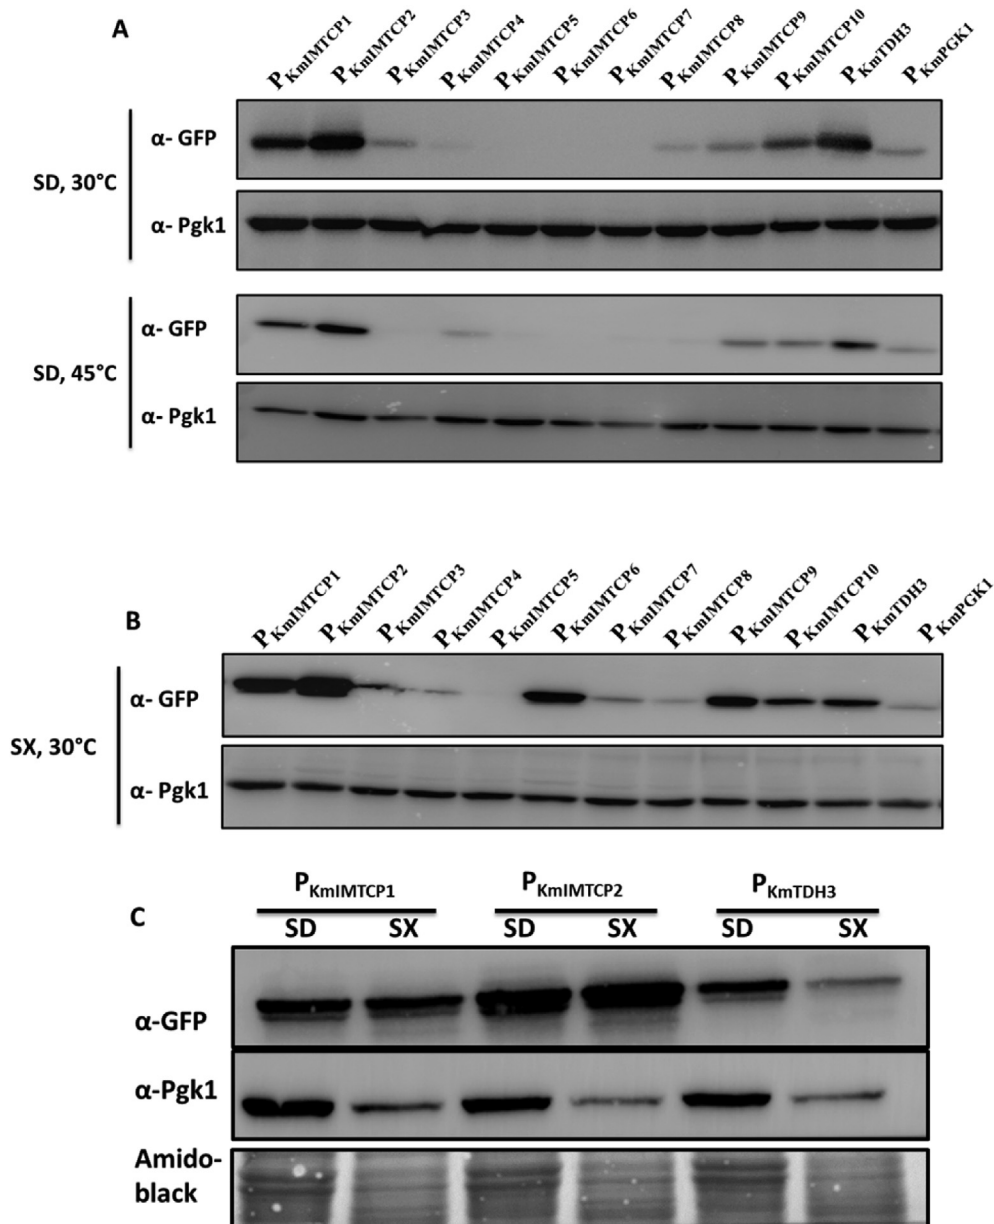 A
PKmIMTCP1 PKmIMTCP2 PKmIMTCP3 PKmIMTCP4 PKmIMTCP5 PKmIMTCP6 PKmIMTCP7 PKmIMTCP8 PKmIMTCP9 PKmIMTCP10 PKmTDH3 PKmPGK1
α- GFP
SD, 30°C
α- Pgk1
α- GFP
SD, 45°C
α- Pgk1
B
PKmIMTCP1 PKmIMTCP2 PKmIMTCP3 PKmIMTCP4 PKmIMTCP5 PKmIMTCP6 PKmIMTCP7 PKmIMTCP8 PKmIMTCP9 PKmIMTCP10 PKmTDH3 PKmPGK1
α- GFP
SX, 30°C
α- Pgk1
C
PKmIMTCP1 PKmIMTCP2 PKmTDH3
SD SX SD SX SD SX
α-GFP
α-Pgk1
Amido-
black